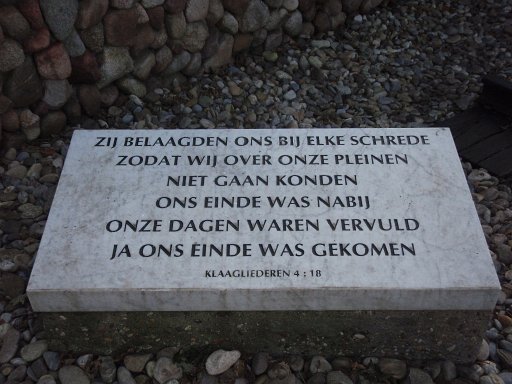 ZIJ BELAAGDEN ONS BIJ ELKE SCHREDE
ZODAT WIJ OVER ONZE PLEINEN
NIET GAAN KONDEN
ONS EINDE WAS NABIJ
ONZE DAGEN WAREN VERVULD
JA ONS EINDE WAS GEKOMEN
KLAAGLIEDEREN 4 : 18